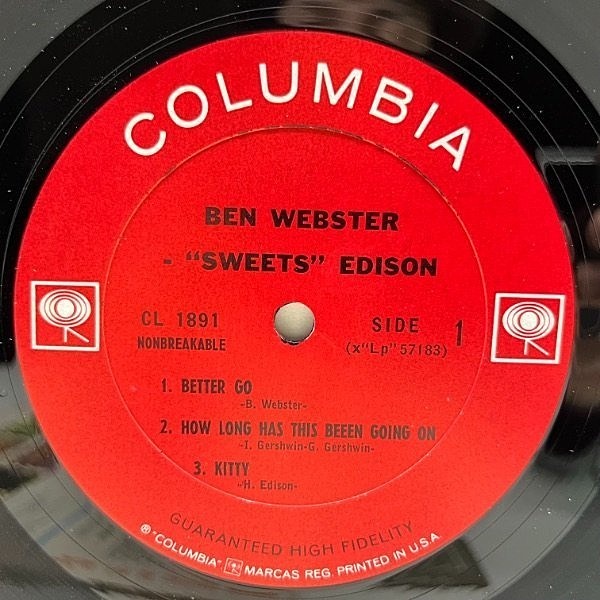 COLUMBIA
BEN WEBSTER
- "SWEETS" EDISON
CL 1891
NONBREAKABLE
SIDE 1
(x"Lp" 57183)
1. BETTER GO
-B. Webster-
2. HOW LONG HAS THIS BEEEN GOING ON
-I. Gershwin-G. Gershwin-
3. KITTY
-H. Edison-
GUARANTEED HIGH FIDELITY
® "COLUMBIA" MARCAS REG. PRINTED IN U.S.A